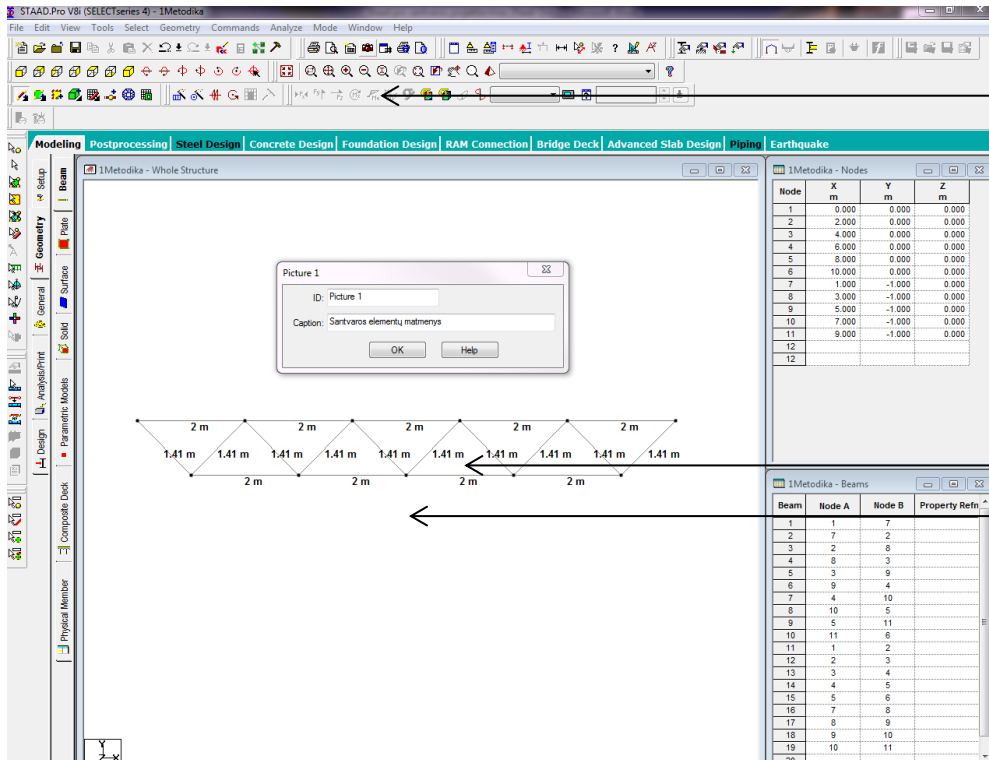 STAAD.Pro V8i (SELECTseries 4) - 1Metodika
File Edit View Tools Select Geometry Commands Analyze Mode Window Help
Modeling Postprocessing Steel Design Concrete Design Foundation Design RAM Connection Bridge Deck Advanced Slab Design Piping Earthquake
Setup
Geometry
General
Analysis/Print
Design
Beam
Plate
Surface
Solid
Parametric Models
Composite Deck
Physical Member
1Metodika - Whole Structure
Picture 1
ID: Picture 1
Caption: Santvaros elementų matmenys
OK Help
2 m 2 m 2 m 2 m 2 m
1.41 m 1.41 m 1.41 m 1.41 m 1.41 m 1.41 m 1.41 m 1.41 m 1.41 m 1.41 m
2 m 2 m 2 m 2 m
Y
Z X
1Metodika - Nodes
Node X m Y m Z m
1 0.000 0.000 0.000
2 2.000 0.000 0.000
3 4.000 0.000 0.000
4 6.000 0.000 0.000
5 8.000 0.000 0.000
6 10.000 0.000 0.000
7 1.000 -1.000 0.000
8 3.000 -1.000 0.000
9 5.000 -1.000 0.000
10 7.000 -1.000 0.000
11 9.000 -1.000 0.000
12
12
1Metodika - Beams
Beam Node A Node B Property Refn
1 1 7
2 7 2
3 2 8
4 8 3
5 3 9
6 9 4
7 4 10
8 10 5
9 5 11
10 11 6
11 1 2
12 2 3
13 3 4
14 4 5
15 5 6
16 7 8
17 8 9
18 9 10
19 10 11
20